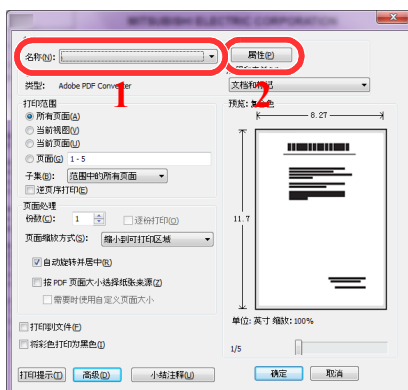 MITSUBISHI ELECTRIC CORPORATION
名称(N):
属性(P)
类型: Adobe PDF Converter
文档和标记
1
2
打印范围
预览: 复合色
所有页面(A)
8.27
当前视图(V)
当前页面(U)
页面(G) 1 - 5
子集(B): 范围中的所有页面
逆页序打印(E)
页面处理
份数(C): 1 逐份打印(O)
11.7
页面缩放方式(S): 缩小到可打印区域
自动旋转并居中(R)
按 PDF 页面大小选择纸张来源(Z)
需要时使用自定义页面大小
单位: 英寸 缩放: 100%
打印到文件(F)
将彩色打印为黑色(I)
1/5
打印提示(T) 高级(D) 小结注释(U) 确定 取消